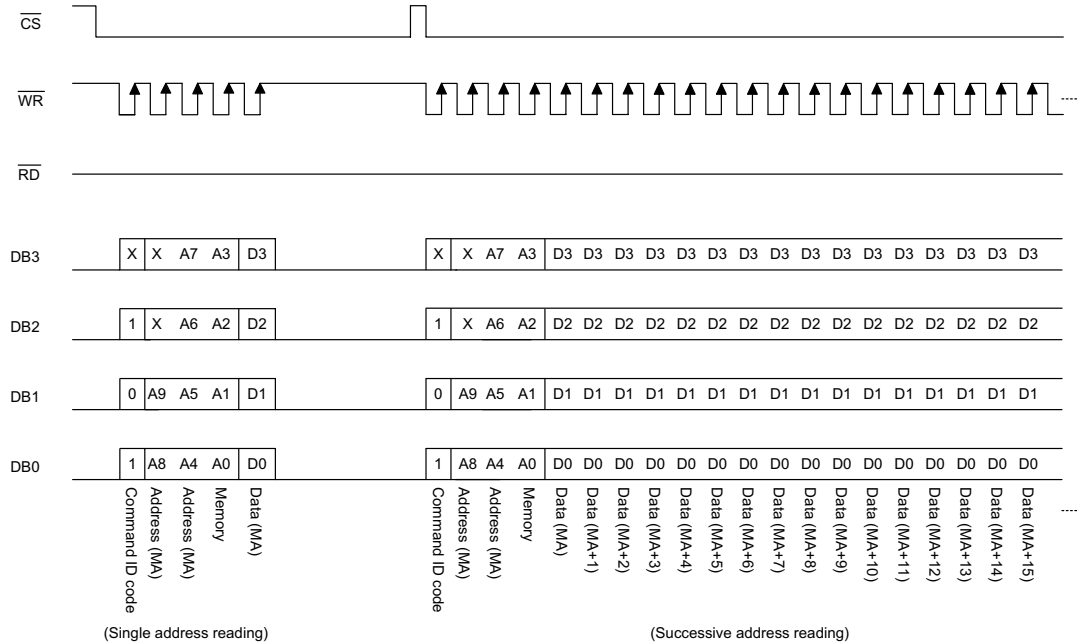 CS
WR
RD
DB3 X X A7 A3 D3 X X A7 A3 D3 D3 D3 D3 D3 D3 D3 D3 D3 D3 D3 D3 D3 D3 D3 D3
DB2 1 X A6 A2 D2 1 X A6 A2 D2 D2 D2 D2 D2 D2 D2 D2 D2 D2 D2 D2 D2 D2 D2 D2
DB1 0 A9 A5 A1 D1 0 A9 A5 A1 D1 D1 D1 D1 D1 D1 D1 D1 D1 D1 D1 D1 D1 D1 D1 D1
DB0 1 A8 A4 A0 D0 1 A8 A4 A0 D0 D0 D0 D0 D0 D0 D0 D0 D0 D0 D0 D0 D0 D0 D0 D0
Command ID code
Address (MA)
Address (MA)
Memory
Data (MA)
Command ID code
Address (MA)
Address (MA)
Memory
Data (MA)
Data (MA+1)
Data (MA+2)
Data (MA+3)
Data (MA+4)
Data (MA+5)
Data (MA+6)
Data (MA+7)
Data (MA+8)
Data (MA+9)
Data (MA+10)
Data (MA+11)
Data (MA+12)
Data (MA+13)
Data (MA+14)
Data (MA+15)
(Single address reading)
(Successive address reading)